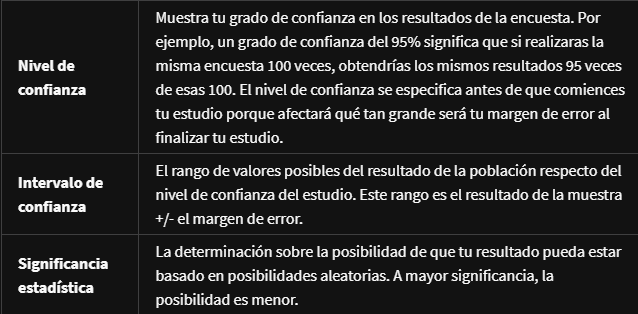 Nivel de
confianza
Muestra tu grado de confianza en los resultados de la encuesta. Por
ejemplo, un grado de confianza del 95% significa que si realizaras la
misma encuesta 100 veces, obtendrías los mismos resultados 95 veces
de esas 100. El nivel de confianza se especifica antes de que comiences
tu estudio porque afectará qué tan grande será tu margen de error al
finalizar tu estudio.
Intervalo de
confianza
El rango de valores posibles del resultado de la población respecto del
nivel de confianza del estudio. Este rango es el resultado de la muestra
+/- el margen de error.
Significancia
estadística
La determinación sobre la posibilidad de que tu resultado pueda estar
basado en posibilidades aleatorias. A mayor significancia, la
posibilidad es menor.